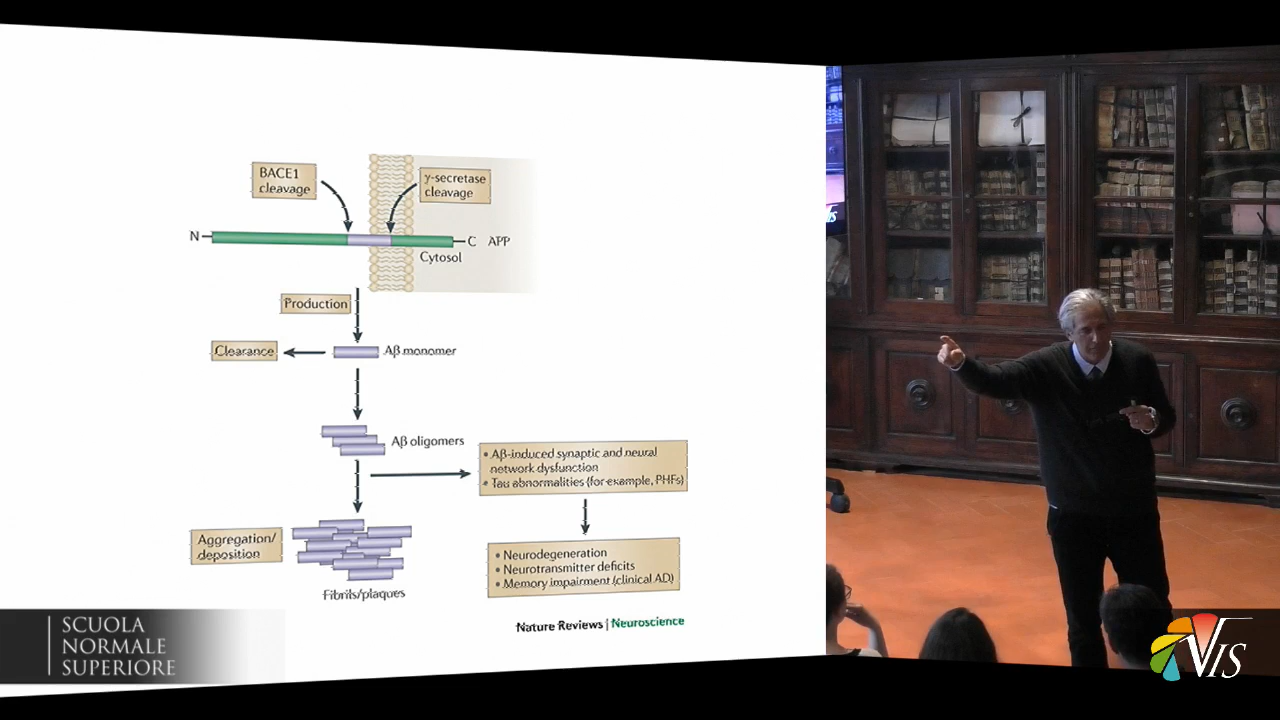 BACE1
cleavage
γ-secretase
cleavage
N
C
APP
Cytosol
Production
Clearance
Aβ monomer
Aβ oligomers
• Aβ-induced synaptic and neural
network dysfunction
• Tau abnormalities (for example, PHFs)
Aggregation/
deposition
Fibrils/plaques
• Neurodegeneration
• Neurotransmitter deficits
• Memory impairment (clinical AD)
Nature Reviews | Neuroscience
SCUOLA
NORMALE
SUPERIORE
VIS